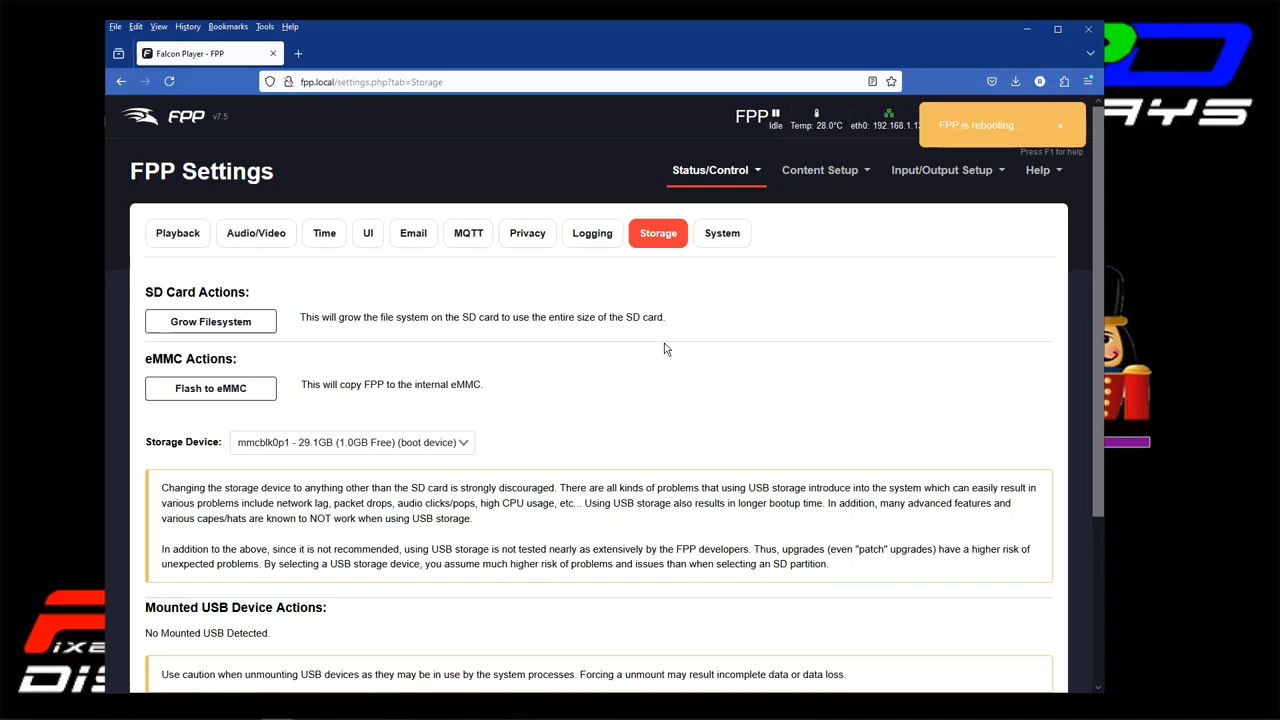 File Edit View History Bookmarks Tools Help
Falcon Player - FPP
fpp.local/settings.php?tab=Storage
FPP v7.5
FPP
Idle
Temp: 28.0°C
FPP is rebooting..
Press F1 for help
FPP Settings
Status/Control
Content Setup
Input/Output Setup
Help
Playback
Audio/Video
Time
UI
Email
MQTT
Privacy
Logging
Storage
System
SD Card Actions:
Grow Filesystem
This will grow the file system on the SD card to use the entire size of the SD card.
eMMC Actions:
Flash to eMMC
This will copy FPP to the internal eMMC.
Storage Device:
mmcblk0p1 - 29.1GB (1.0GB Free) (boot device)
Changing the storage device to anything other than the SD card is strongly discouraged. There are all kinds of problems that using USB storage introduce into the system which can easily result in
various problems include network lag, packet drops, audio clicks/pops, high CPU usage, etc... Using USB storage also results in longer bootup time. In addition, many advanced features and
various capes/hats are known to NOT work when using USB storage.
In addition to the above, since it is not recommended, using USB storage is not tested nearly as extensively by the FPP developers. Thus, upgrades (even "patch" upgrades) have a higher risk of
unexpected problems. By selecting a USB storage device, you assume much higher risk of problems and issues than when selecting an SD partition.
Mounted USB Device Actions:
No Mounted USB Detected.
Use caution when unmounting USB devices as they may be in use by the system processes. Forcing a unmount may result incomplete data or data loss.